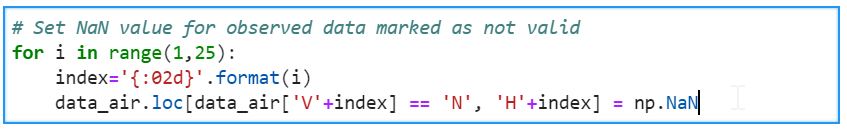 # Set NaN value for observed data marked as not valid
for i in range(1,25):
    index='{:02d}'.format(i)
    data_air.loc[data_air['V'+index] == 'N', 'H'+index] = np.NaN